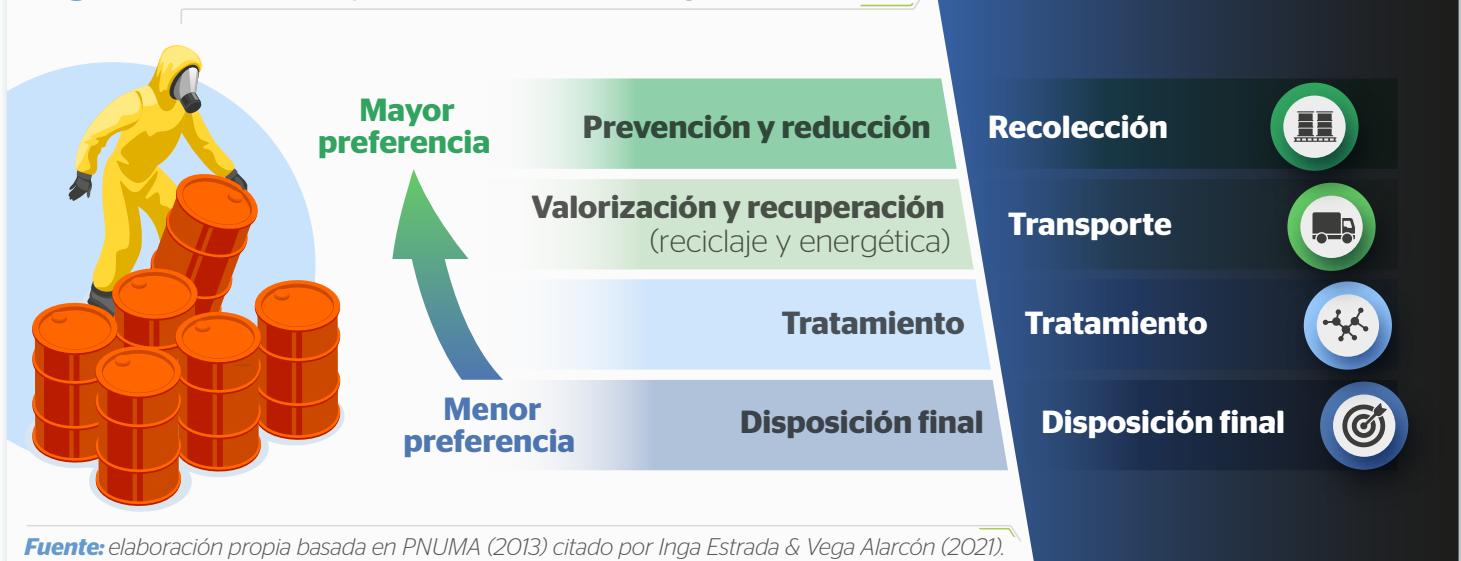 Mayor
preferencia
Prevención y reducción
Recolección
Valorización y recuperación
(reciclaje y energética)
Transporte
Tratamiento
Tratamiento
Menor
preferencia
Disposición final
Disposición final
Fuente: elaboración propia basada en PNUMA (2013) citado por Inga Estrada & Vega Alarcón (2021).